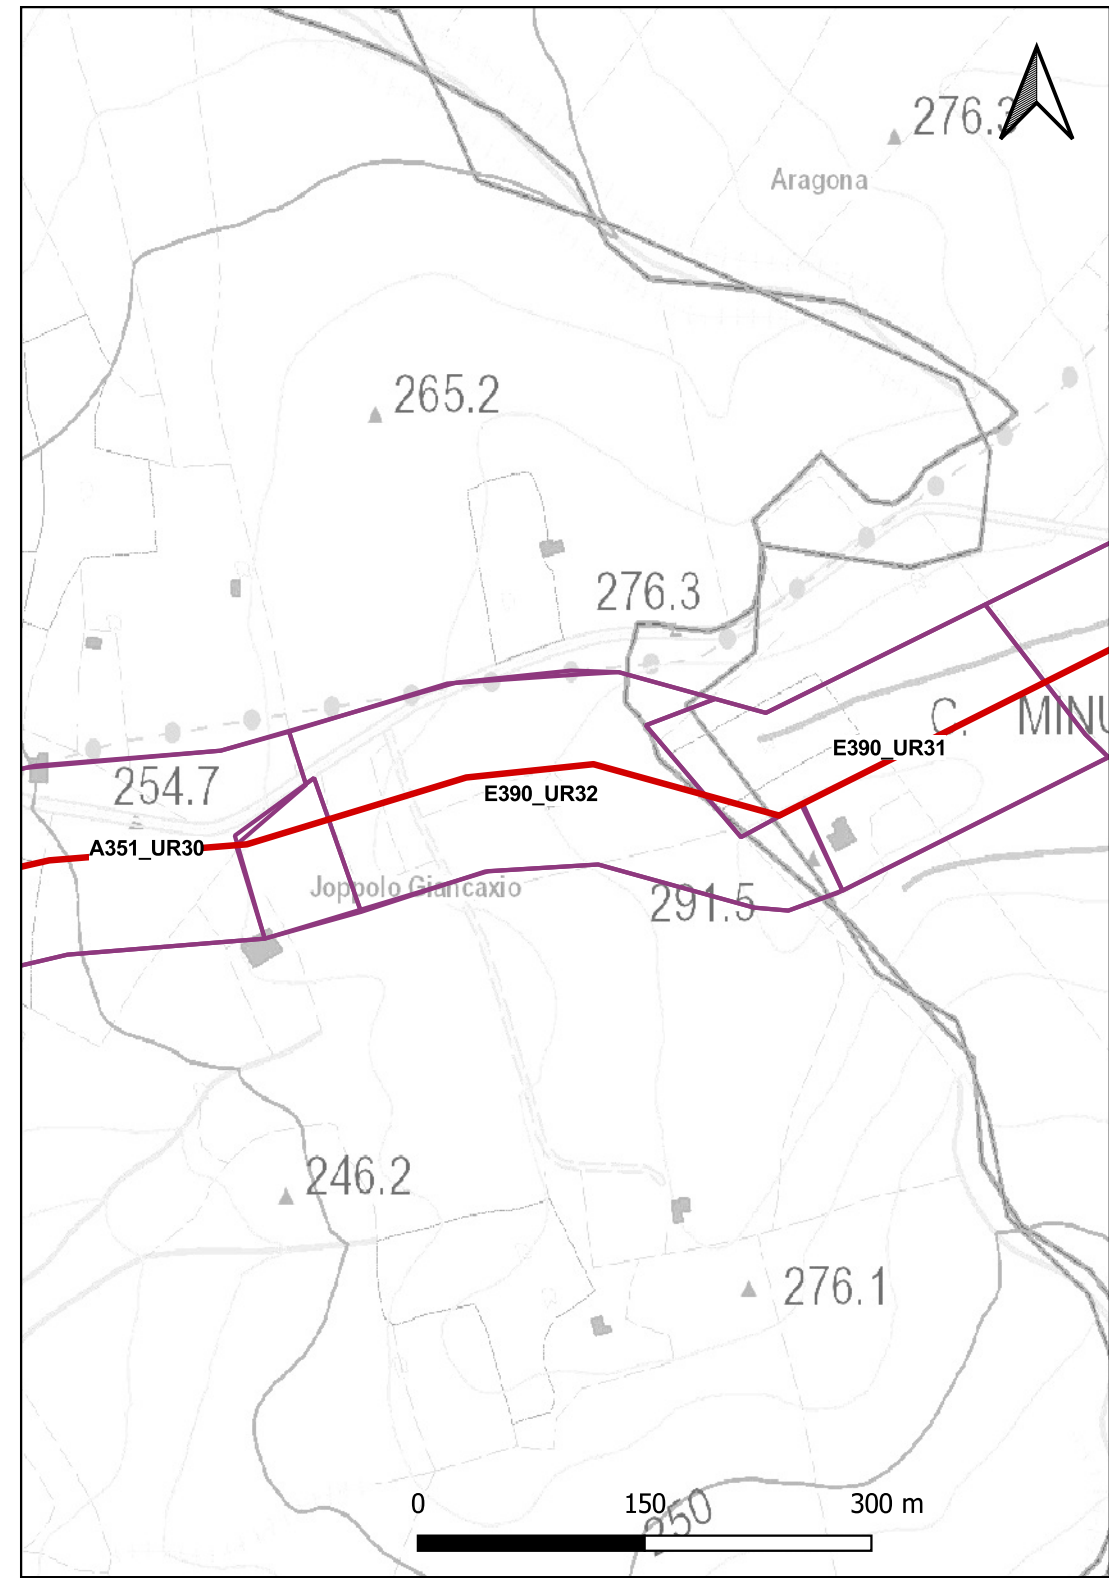 276.3
Aragona
265.2
276.3
C. MINU
E390_UR31
254.7
E390_UR32
A351_UR30
Joppolo Giancaxio
291.5
246.2
276.1
0 150 300 m
250